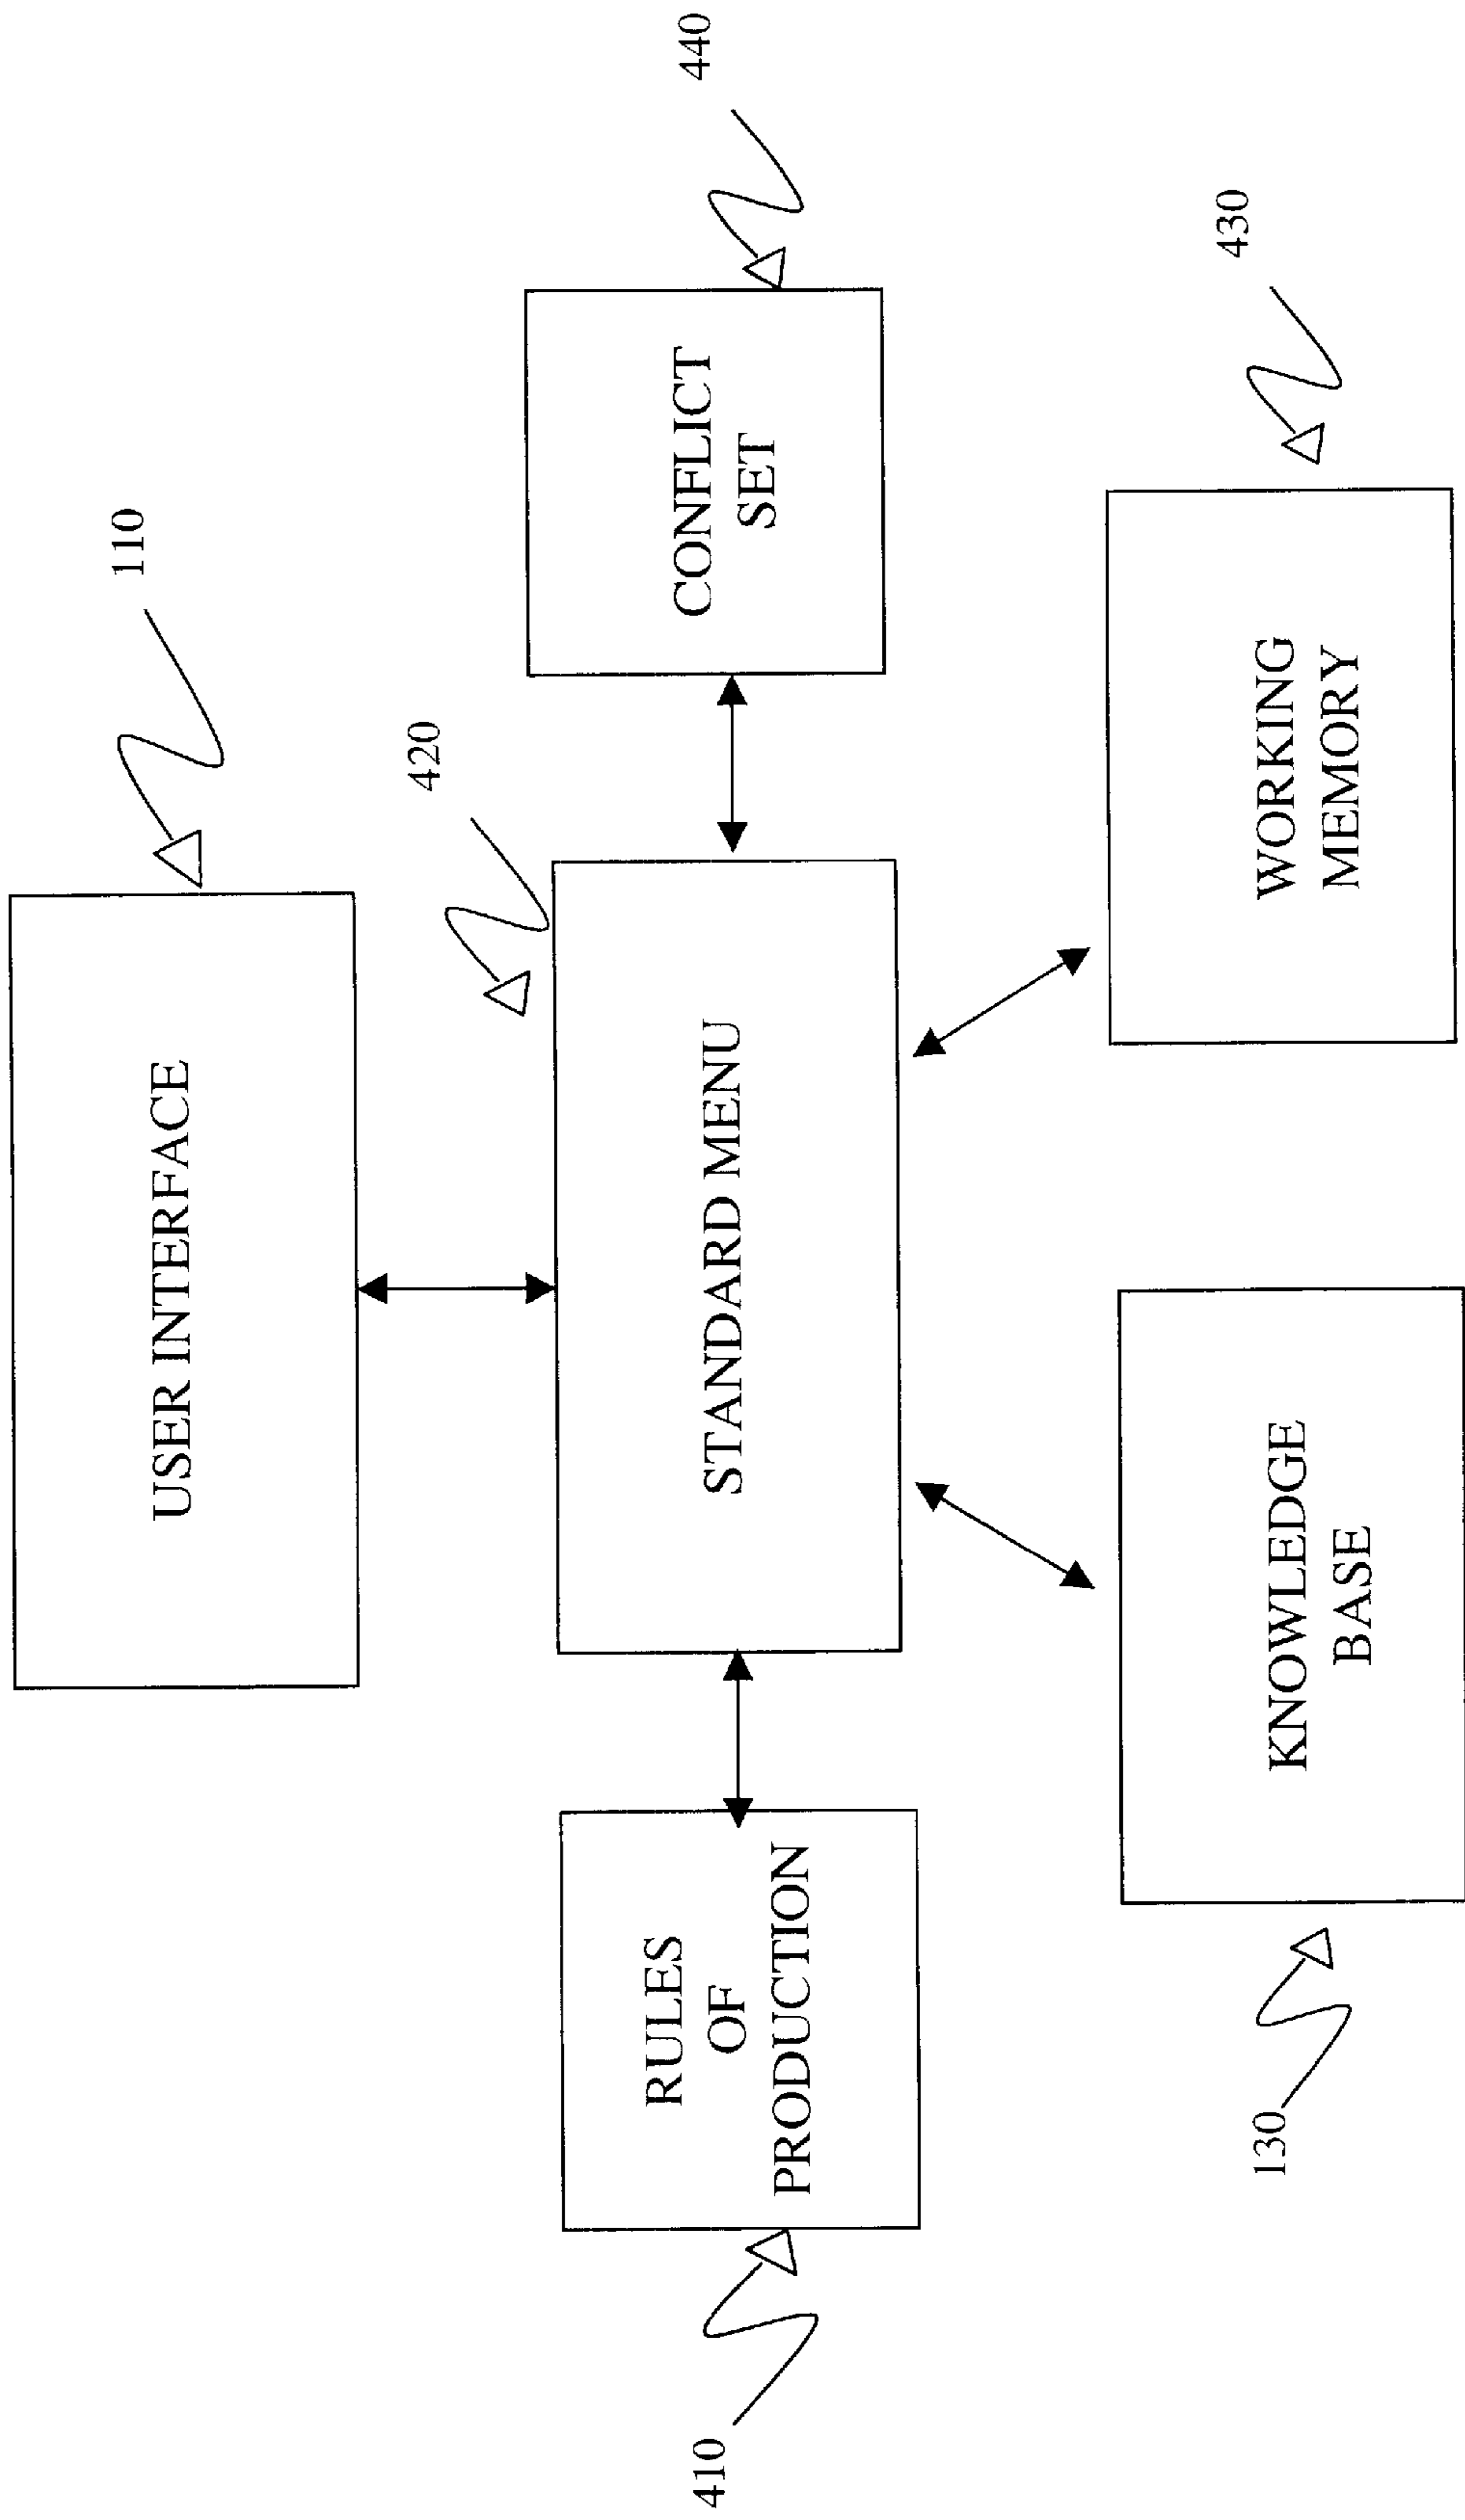 110
USER INTERFACE
420
440
410
RULES
OF
PRODUCTION
STANDARD MENU
CONFLICT
SET
430
130
KNOWLEDGE
BASE
WORKING
MEMORY